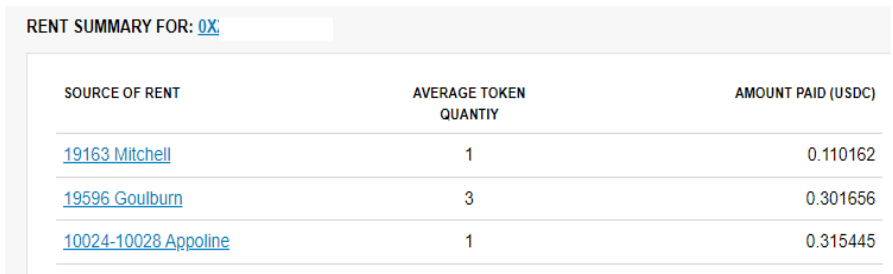 RENT SUMMARY FOR: 0X
SOURCE OF RENT AVERAGE TOKEN QUANTIY AMOUNT PAID (USDC)
19163 Mitchell 1 0.110162
19596 Goulburn 3 0.301656
10024-10028 Appoline 1 0.315445